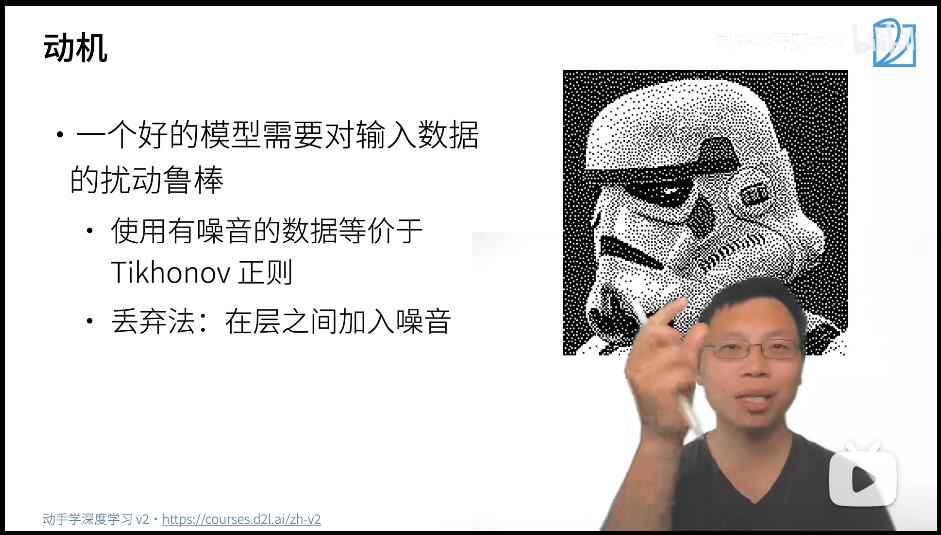 动机
• 一个好的模型需要对输入数据
的扰动鲁棒
• 使用有噪音的数据等价于
Tikhonov 正则
• 丢弃法：在层之间加入噪音
动手学深度学习 v2 • https://courses.d2l.ai/zh-v2